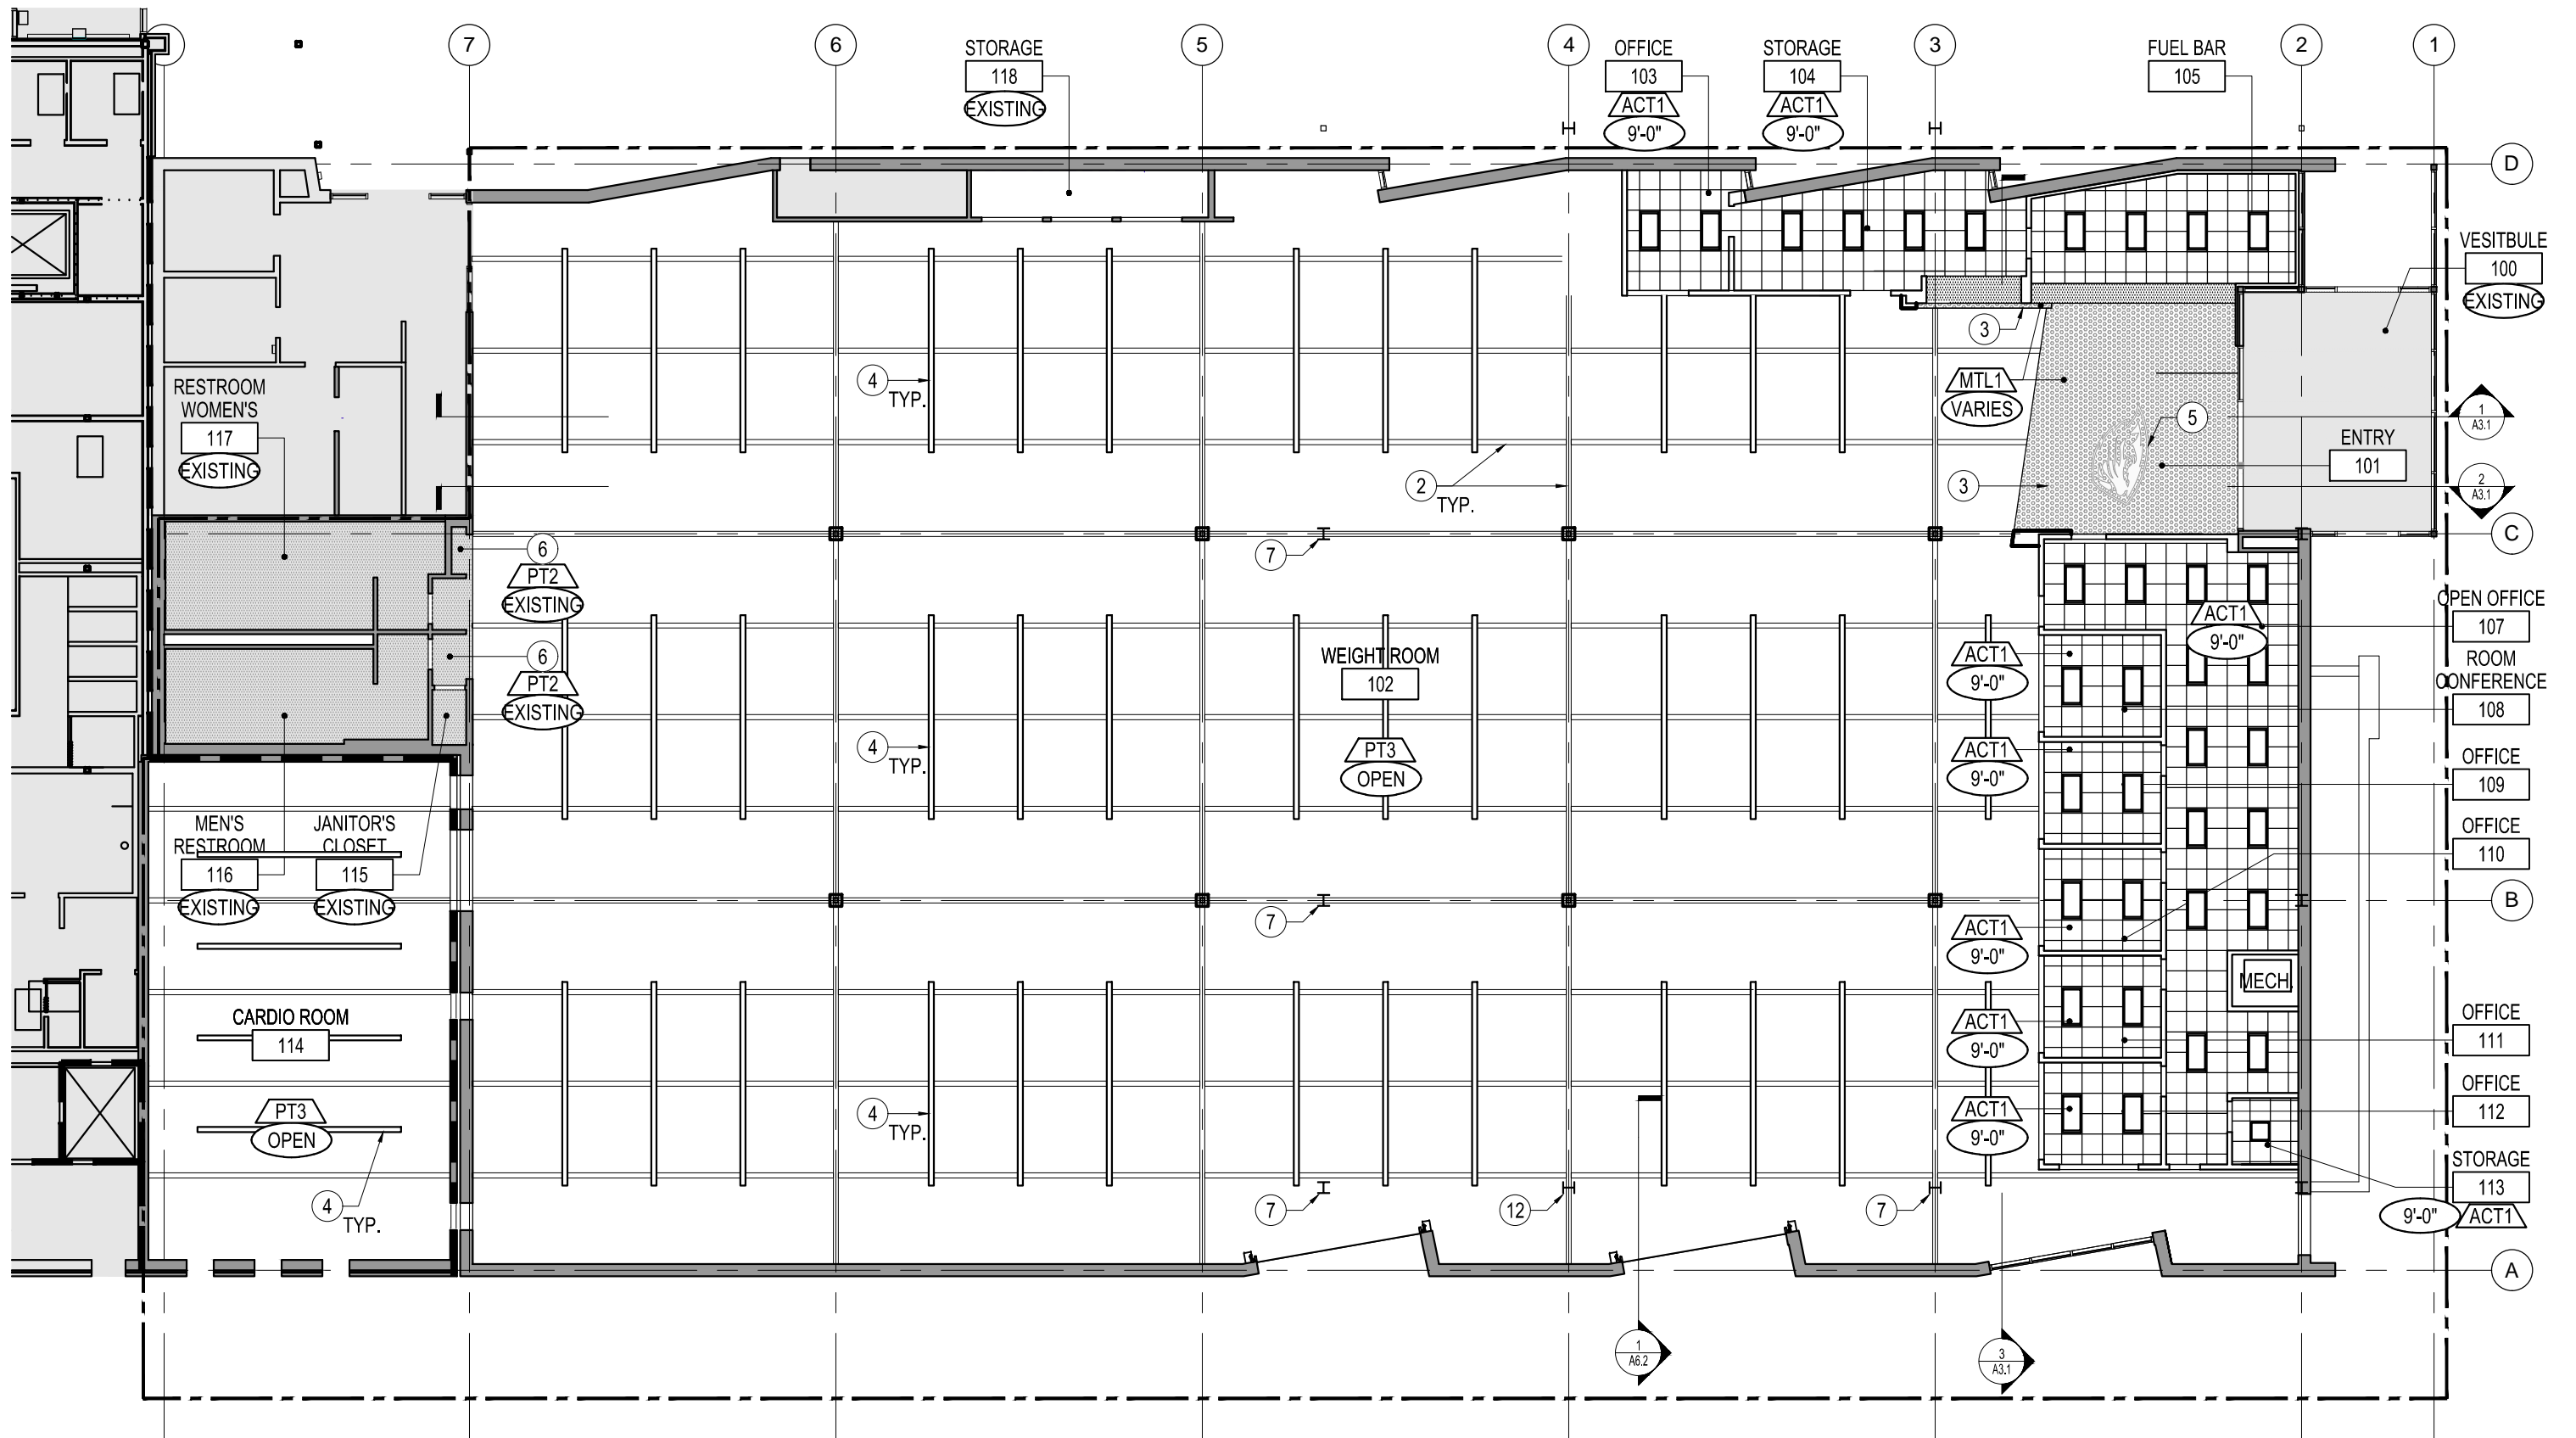 7
6
5
4
3
2
1
STORAGE
118
EXISTING
OFFICE
103
ACT1
9'-0"
STORAGE
104
ACT1
9'-0"
FUEL BAR
105
D
VESITBULE
100
EXISTING
3
RESTROOM
WOMEN'S
117
EXISTING
4
TYP.
MTL1
VARIES
5
1
A3.1
ENTRY
101
2
TYP.
3
2
A3.1
C
6
PT2
EXISTING
7
OPEN OFFICE
107
ACT1
9'-0"
6
PT2
EXISTING
WEIGHT ROOM
102
PT3
OPEN
ACT1
9'-0"
ROOM
CONFERENCE
108
4
TYP.
ACT1
9'-0"
OFFICE
109
MEN'S
RESTROOM
116
EXISTING
JANITOR'S
CLOSET
115
EXISTING
OFFICE
110
7
ACT1
9'-0"
B
MECH.
CARDIO ROOM
114
ACT1
9'-0"
OFFICE
111
PT3
OPEN
4
TYP.
ACT1
9'-0"
OFFICE
112
4
TYP.
7
12
7
STORAGE
113
9'-0"
ACT1
A
1
A6.2
3
A3.1